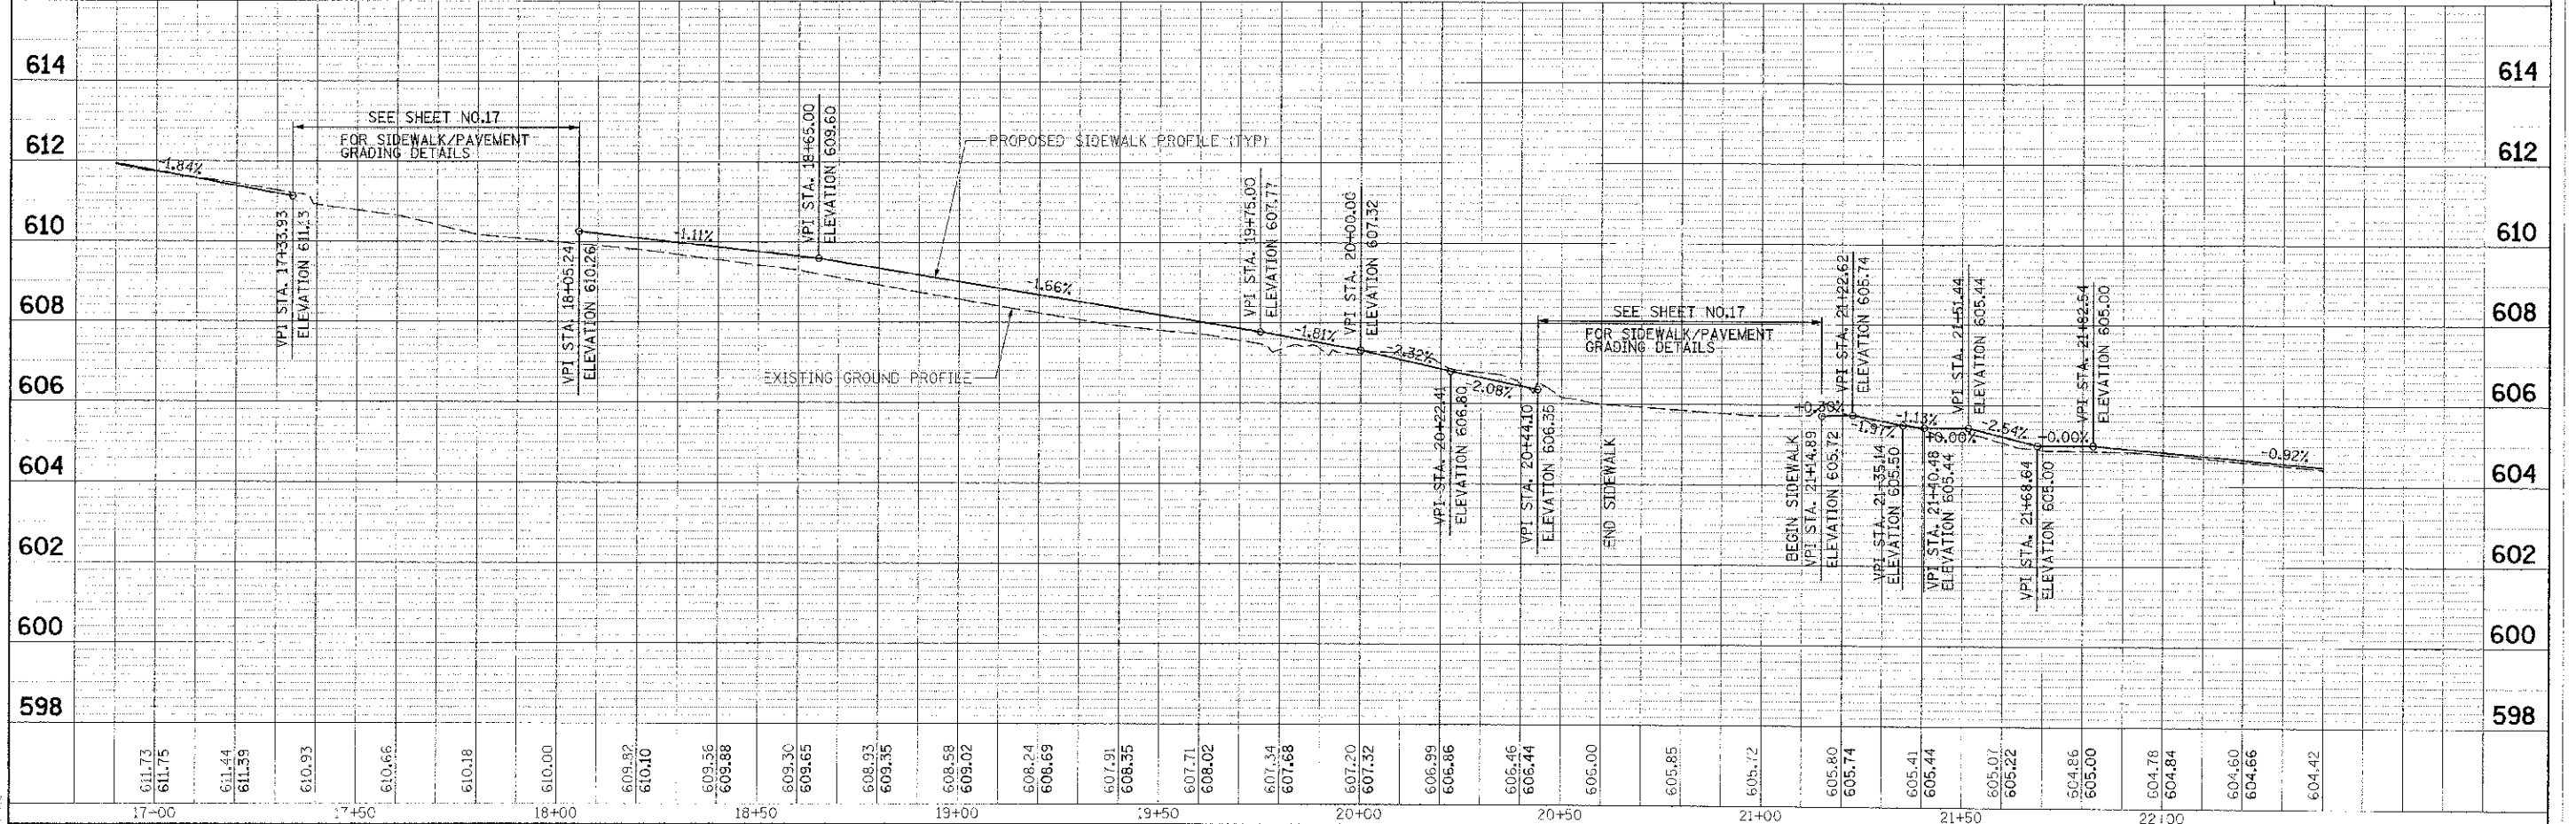 614
614
SEE SHEET NO.17
FOR SIDEWALK/PAVEMENT
GRADING DETAILS
612
612
-1.84%
PROPOSED SIDEWALK PROFILE (TYP)
VPI STA. 18+65.00
ELEVATION 609.60
VPI STA. 17+33.93
ELEVATION 611.13
610
610
-1.11%
VPI STA. 18+05.24
ELEVATION 610.26
-1.66%
VPI STA. 19+75.00
ELEVATION 607.77
VPI STA. 20+00.00
ELEVATION 607.32
608
608
SEE SHEET NO.17
FOR SIDEWALK/PAVEMENT
GRADING DETAILS
-1.81%
-2.32%
-2.08%
EXISTING GROUND PROFILE
606
606
VPI STA. 20+22.41
ELEVATION 606.80
VPI STA. 20+44.10
ELEVATION 606.35
END SIDEWALK
BEGIN SIDEWALK
VPI STA. 21+14.89
ELEVATION 605.72
+0.30%
VPI STA. 21+22.62
ELEVATION 605.74
-1.97%
-1.13%
VPI STA. 21+35.14
ELEVATION 605.50
VPI STA. 21+40.48
ELEVATION 605.44
+0.00%
VPI STA. 21+51.44
ELEVATION 605.44
-2.54%
VPI STA. 21+68.64
ELEVATION 605.00
+0.00%
VPI STA. 21+82.54
ELEVATION 605.00
-0.92%
604
604
602
602
600
600
598
598
611.73
611.75
611.44
611.39
610.93
610.66
610.18
610.00
609.82
610.10
609.56
609.88
609.30
609.65
608.93
609.35
608.58
609.02
608.24
608.69
607.91
608.35
607.71
608.02
607.34
607.68
607.20
607.32
606.99
606.86
606.46
606.44
606.00
605.85
605.72
605.80
605.74
605.41
605.44
605.07
605.22
604.86
605.00
604.78
604.84
604.60
604.66
604.42
17+00
17+50
18+00
18+50
19+00
19+50
20+00
20+50
21+00
21+50
22+00